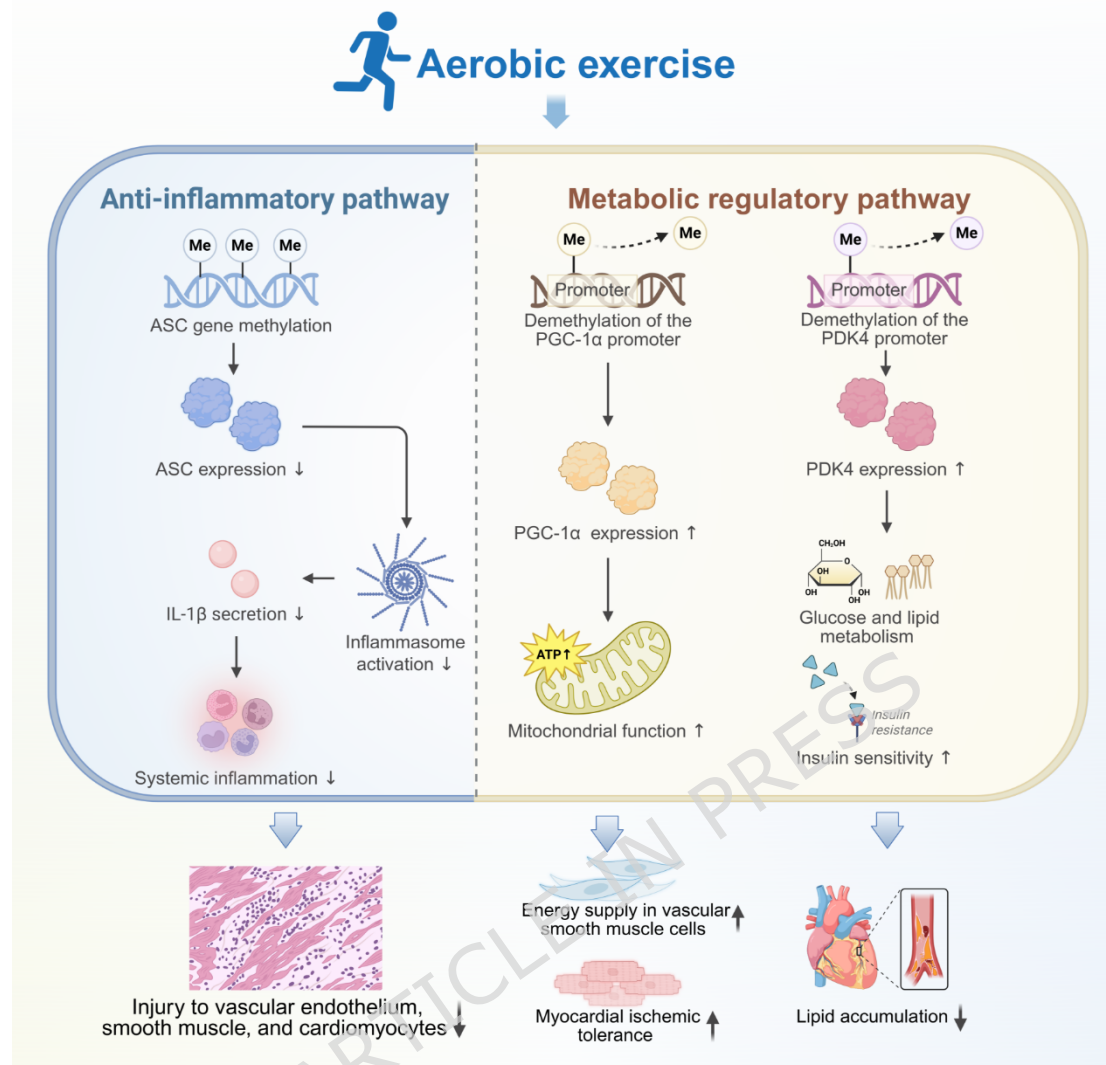 Aerobic exercise
Anti-inflammatory pathway
Me Me Me
ASC gene methylation
ASC expression ↓
IL-1β secretion ↓
Inflammasome
activation ↓
Systemic inflammation ↓
Metabolic regulatory pathway
Me Me
Promoter
Demethylation of the
PGC-1α promoter
PGC-1α expression ↑
ATP↑
Mitochondrial function ↑
Me Me
Promoter
Demethylation of the
PDK4 promoter
PDK4 expression ↑
CH₂OH
O
OH
OH
OH
OH
Glucose and lipid
metabolism
Insulin
resistance
Insulin sensitivity ↑
Injury to vascular endothelium,
smooth muscle, and cardiomyocytes ↓
Energy supply in vascular
smooth muscle cells ↑
Myocardial ischemic
tolerance ↑
Lipid accumulation ↓
ARTICLE IN PRESS